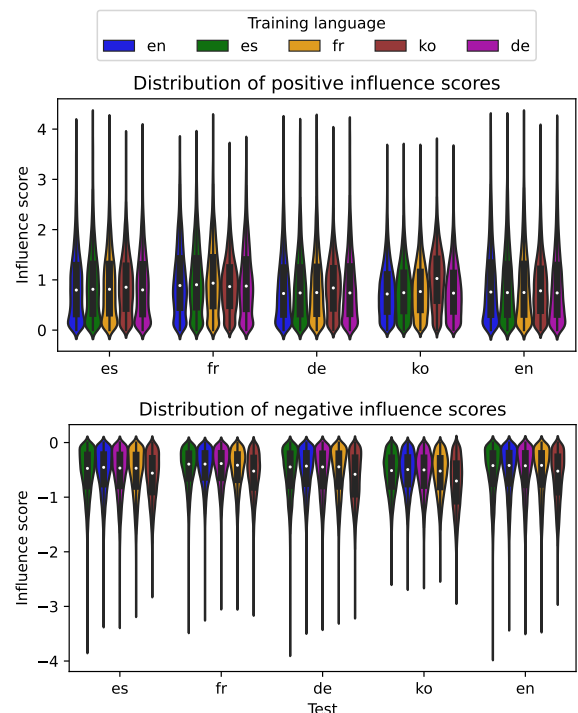 Training language
en es fr ko de
Distribution of positive influence scores
Influence score
4
3
2
1
0
es fr de ko en
Distribution of negative influence scores
Influence score
0
−1
−2
−3
−4
es fr de ko en
Test